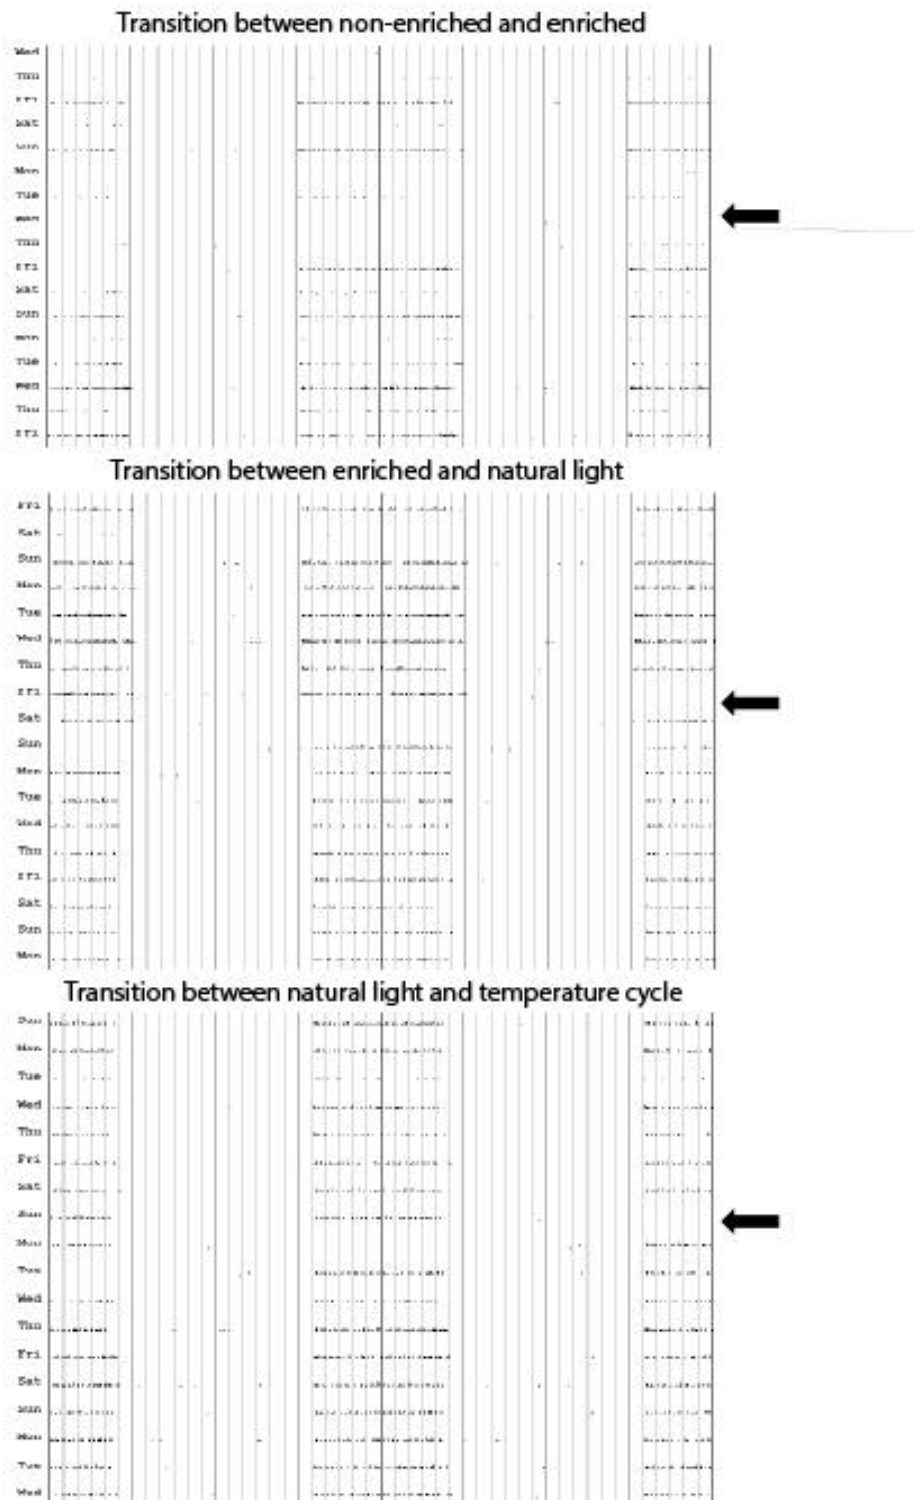 Transition between non-enriched and enriched
Wed
Thu
Fri
Sat
Sun
Mon
Tue
Wed
Thu
Fri
Sat
Sun
Mon
Tue
Wed
Thu
Fri
Transition between enriched and natural light
Fri
Sat
Sun
Mon
Tue
Wed
Thu
Fri
Sat
Sun
Mon
Tue
Wed
Thu
Fri
Sat
Sun
Mon
Transition between natural light and temperature cycle
Sun
Mon
Tue
Wed
Thu
Fri
Sat
Sun
Mon
Tue
Wed
Thu
Fri
Sat
Sun
Mon
Tue
Wed